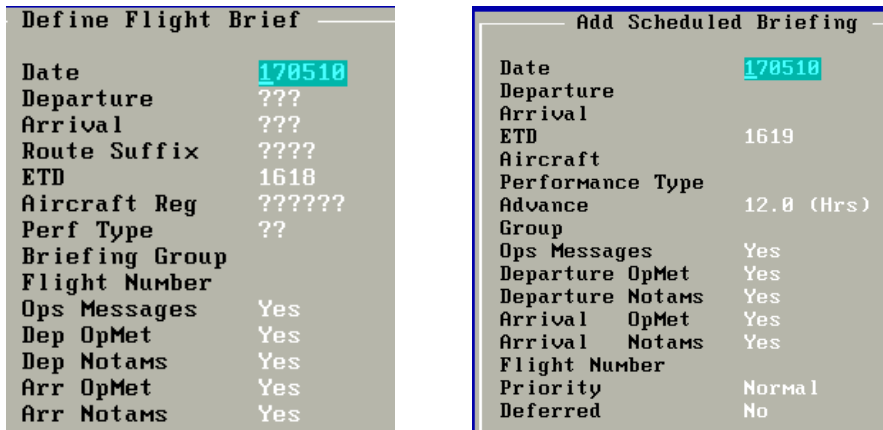 Define Flight Brief
Date 170510
Departure ???
Arrival ???
Route Suffix ????
ETD 1618
Aircraft Reg ??????
Perf Type ??
Briefing Group
Flight Number
Ops Messages Yes
Dep OpMet Yes
Dep Notams Yes
Arr OpMet Yes
Arr Notams Yes
Add Scheduled Briefing
Date 170510
Departure
Arrival
ETD 1619
Aircraft
Performance Type
Advance 12.0 (Hrs)
Group
Ops Messages Yes
Departure OpMet Yes
Departure Notams Yes
Arrival OpMet Yes
Arrival Notams Yes
Flight Number
Priority Normal
Deferred No